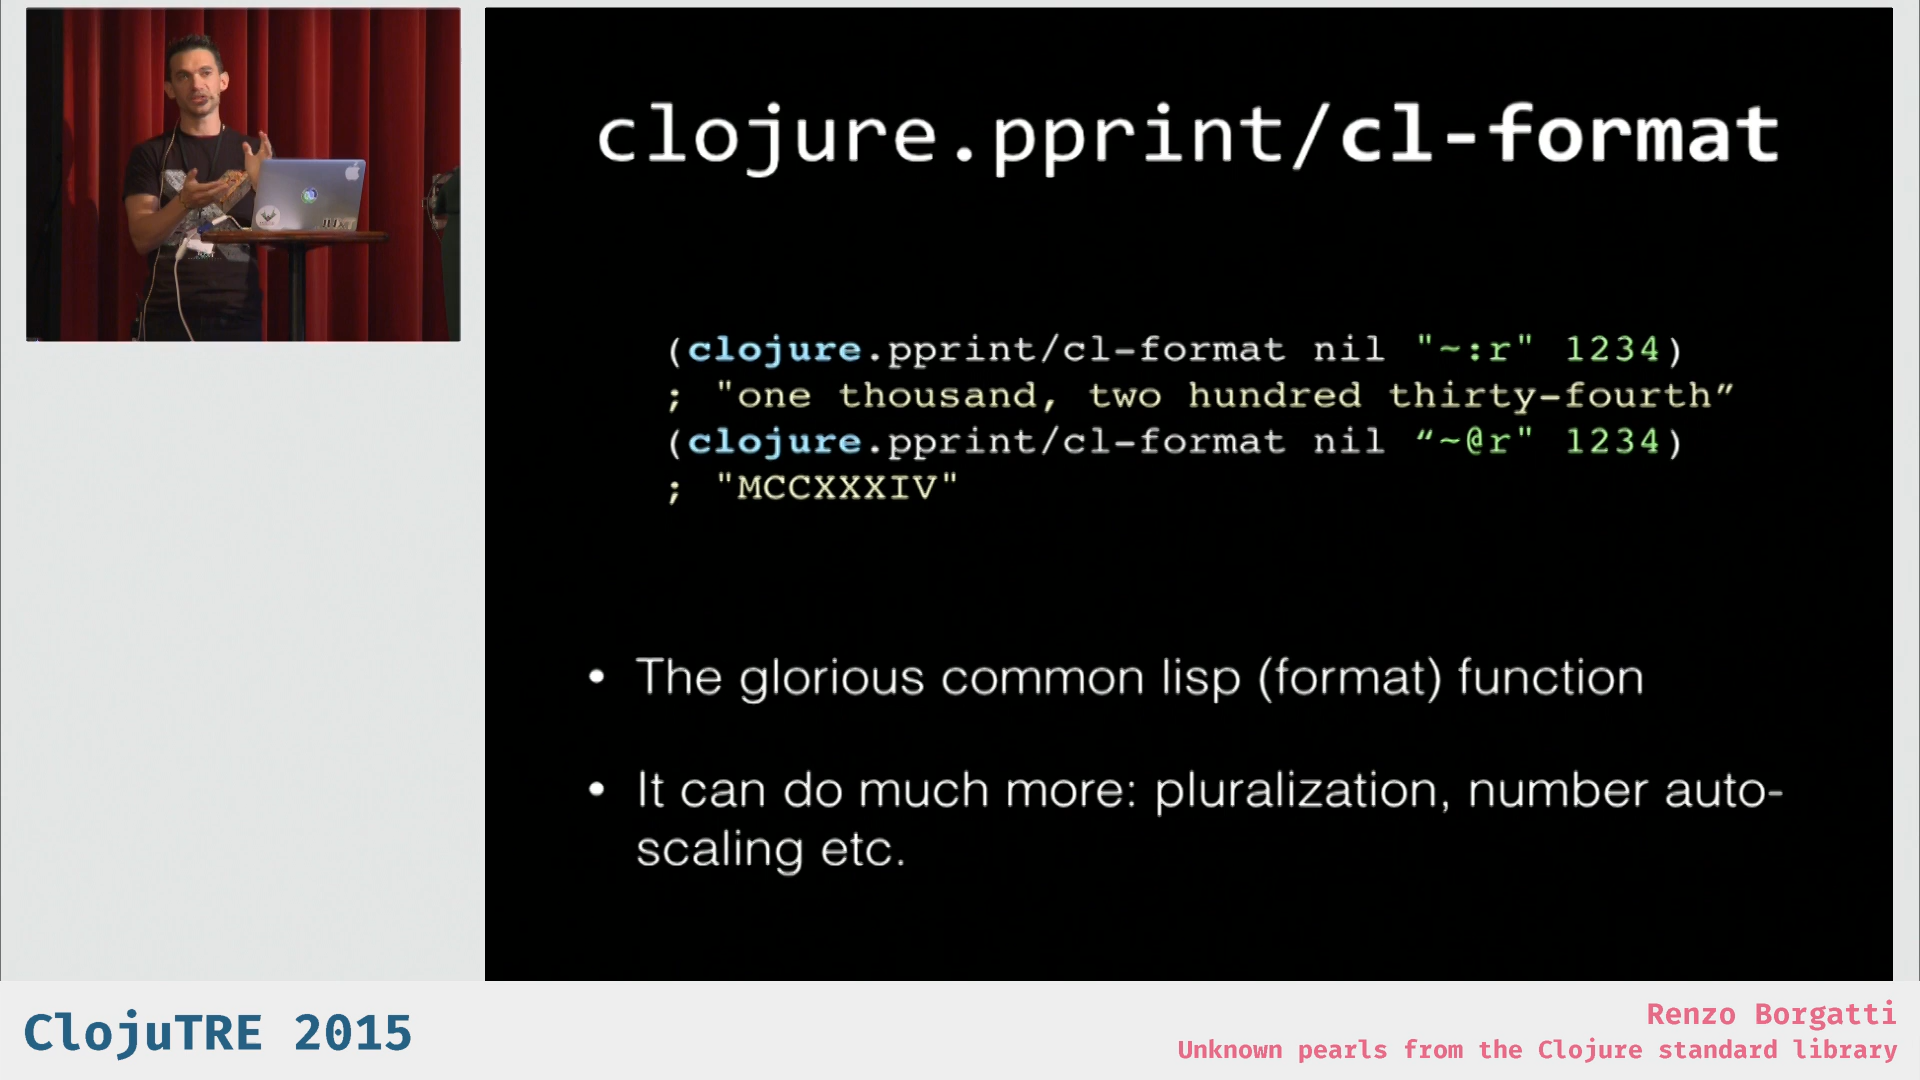 clojure.pprint/cl-format
(clojure.pprint/cl-format nil "~:r" 1234)
; "one thousand, two hundred thirty-fourth”
(clojure.pprint/cl-format nil “~@r" 1234)
; "MCCXXXIV"
• The glorious common lisp (format) function
• It can do much more: pluralization, number auto-
scaling etc.
ClojuTRE 2015
Renzo Borgatti
Unknown pearls from the Clojure standard library